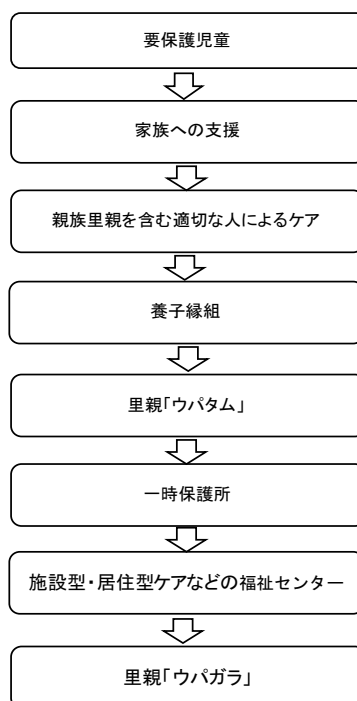 要保護児童
家族への支援
親族里親を含む適切な人によるケア
養子縁組
里親「ウパタム」
一時保護所
施設型・居住型ケアなどの福祉センター
里親「ウパガラ」